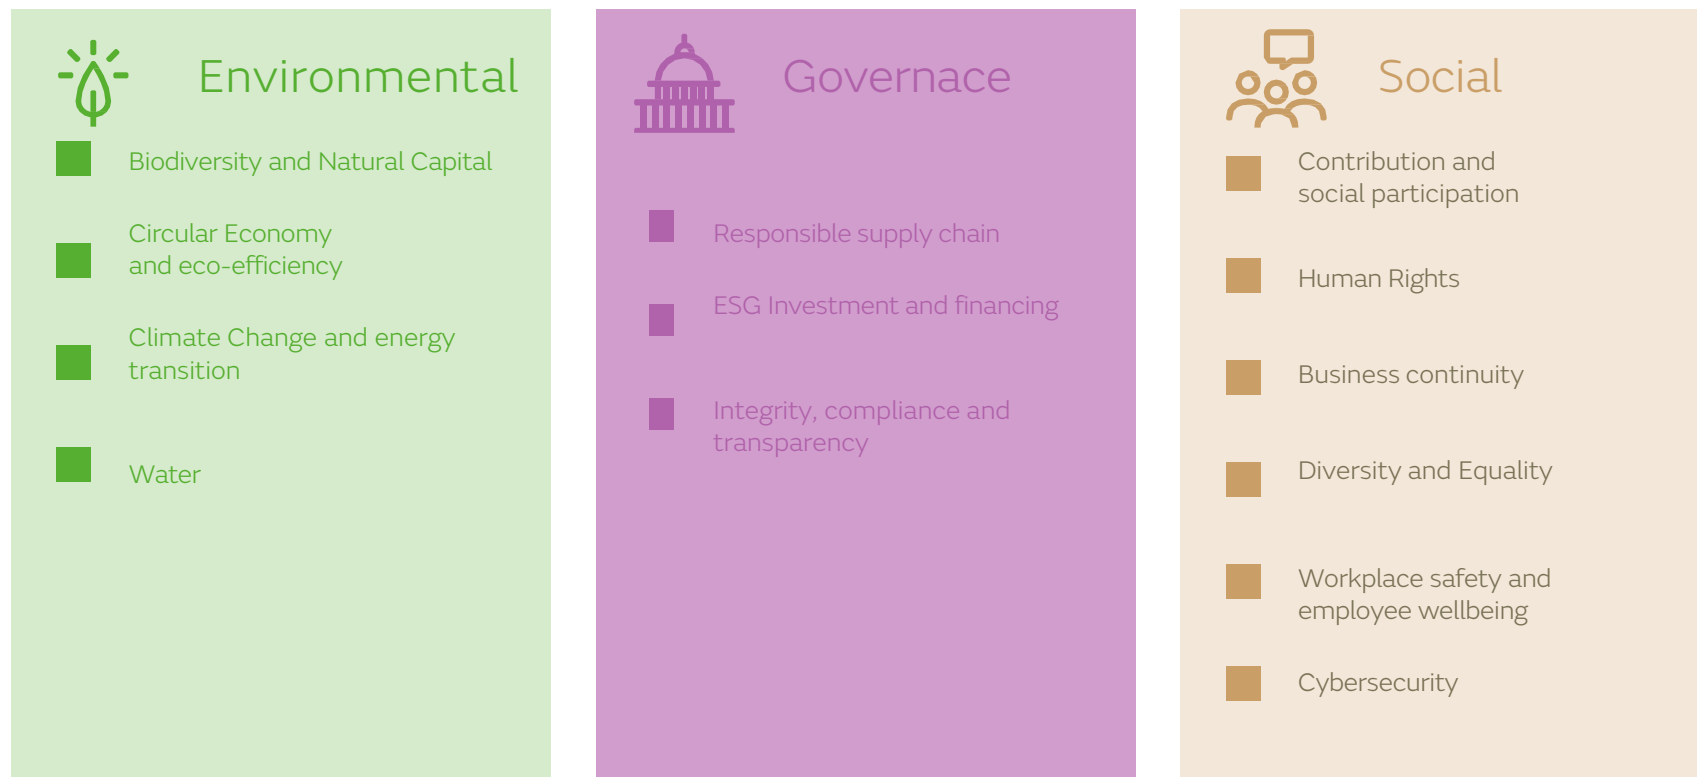 Environmental
Biodiversity and Natural Capital
Circular Economy
and eco-efficiency
Climate Change and energy
transition
Water
Governace
Responsible supply chain
ESG Investment and financing
Integrity, compliance and
transparency
Social
Contribution and
social participation
Human Rights
Business continuity
Diversity and Equality
Workplace safety and
employee wellbeing
Cybersecurity